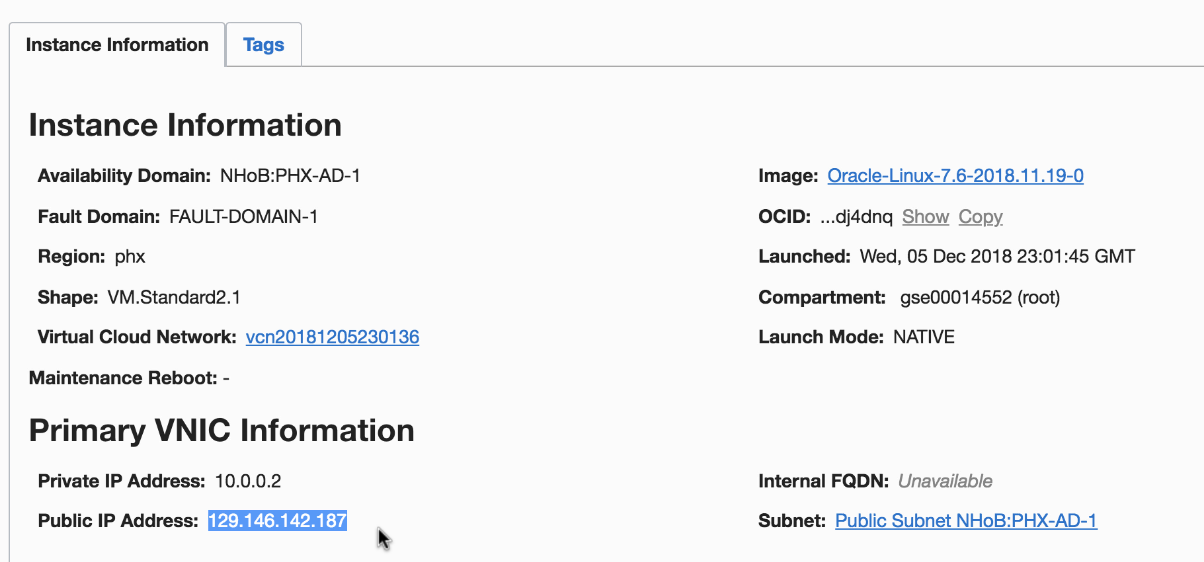 Instance Information Tags
Instance Information
Availability Domain: NHoB:PHX-AD-1
Image: Oracle-Linux-7.6-2018.11.19-0
Fault Domain: FAULT-DOMAIN-1
OCID: ...dj4dnq Show Copy
Region: phx
Launched: Wed, 05 Dec 2018 23:01:45 GMT
Shape: VM.Standard2.1
Compartment: gse00014552 (root)
Virtual Cloud Network: vcn20181205230136
Launch Mode: NATIVE
Maintenance Reboot: -
Primary VNIC Information
Private IP Address: 10.0.0.2
Internal FQDN: Unavailable
Public IP Address: 129.146.142.187
Subnet: Public Subnet NHoB:PHX-AD-1